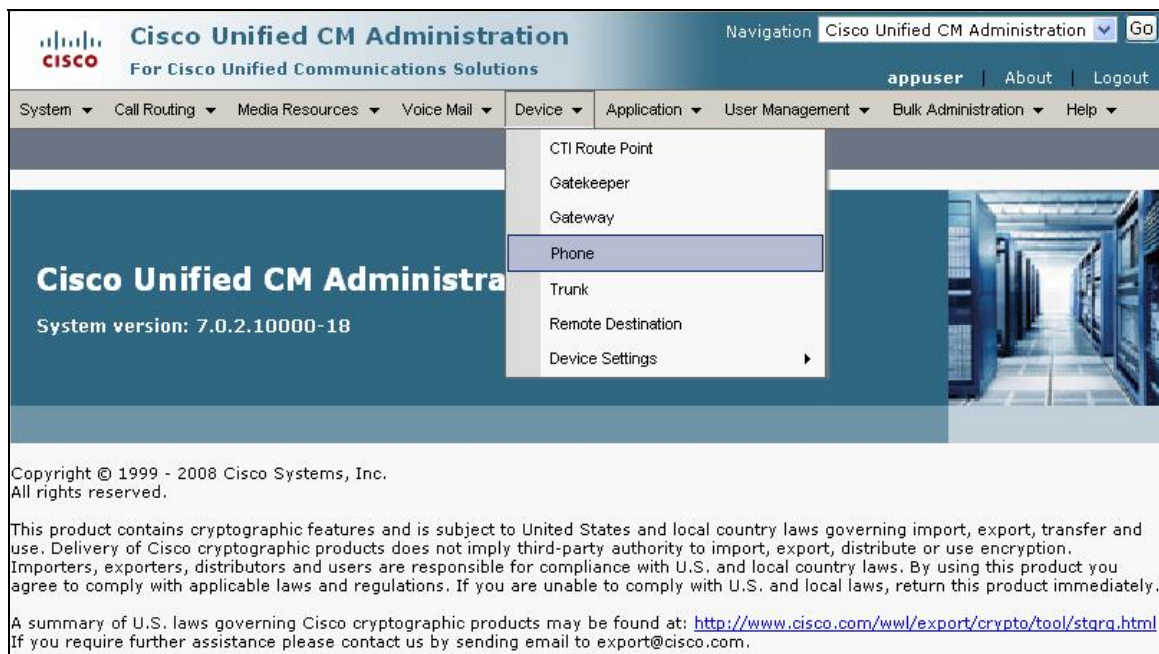 cisco
Cisco Unified CM Administration
For Cisco Unified Communications Solutions
Navigation Cisco Unified CM Administration Go
appuser | About | Logout
System Call Routing Media Resources Voice Mail Device Application User Management Bulk Administration Help
CTI Route Point
Gatekeeper
Gateway
Phone
Trunk
Remote Destination
Device Settings
Cisco Unified CM Administra
System version: 7.0.2.10000-18
Copyright © 1999 - 2008 Cisco Systems, Inc.
All rights reserved.
This product contains cryptographic features and is subject to United States and local country laws governing import, export, transfer and
use. Delivery of Cisco cryptographic products does not imply third-party authority to import, export, distribute or use encryption.
Importers, exporters, distributors and users are responsible for compliance with U.S. and local country laws. By using this product you
agree to comply with applicable laws and regulations. If you are unable to comply with U.S. and local laws, return this product immediately.
A summary of U.S. laws governing Cisco cryptographic products may be found at: http://www.cisco.com/wwl/export/crypto/tool/stqrg.html
If you require further assistance please contact us by sending email to export@cisco.com.